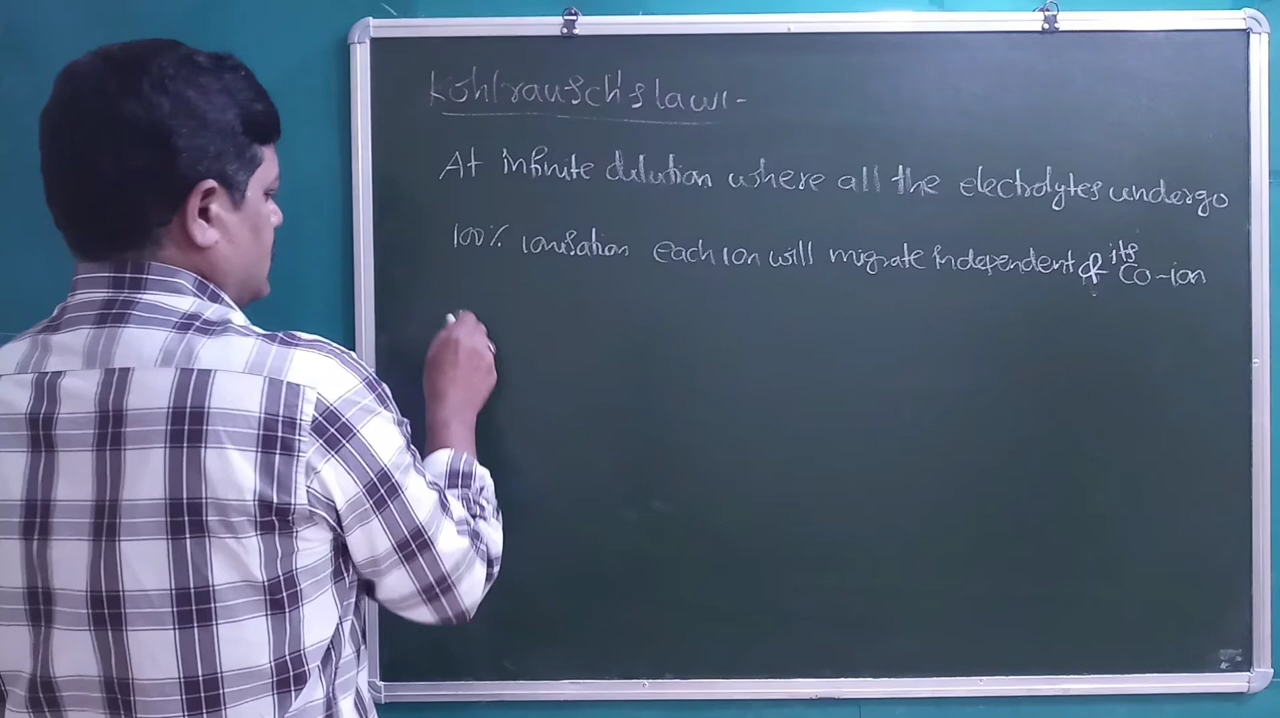 Kohlrausch's law:-
At infinite dilution where all the electrolytes undergo
100% ionisation each ion will migrate independent of its co-ion